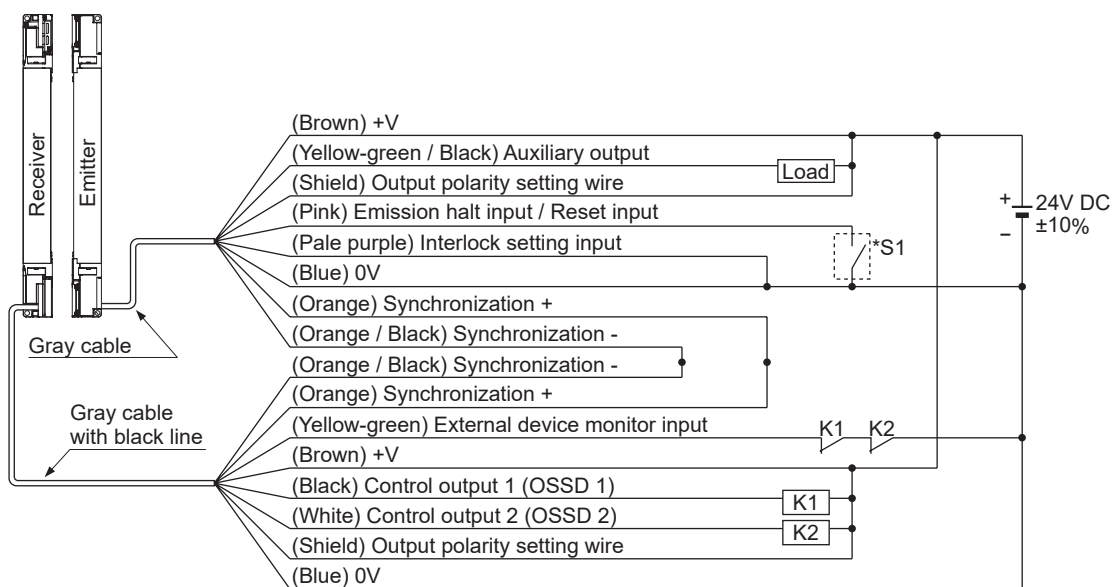 Receiver
Emitter
(Brown) +V
(Yellow-green / Black) Auxiliary output
Load
(Shield) Output polarity setting wire
(Pink) Emission halt input / Reset input
+
24V DC
±10%
−
(Pale purple) Interlock setting input
*S1
(Blue) 0V
(Orange) Synchronization +
(Orange / Black) Synchronization -
Gray cable
(Orange / Black) Synchronization -
(Orange) Synchronization +
Gray cable
with black line
(Yellow-green) External device monitor input
K1
K2
(Brown) +V
(Black) Control output 1 (OSSD 1)
K1
(White) Control output 2 (OSSD 2)
K2
(Shield) Output polarity setting wire
(Blue) 0V